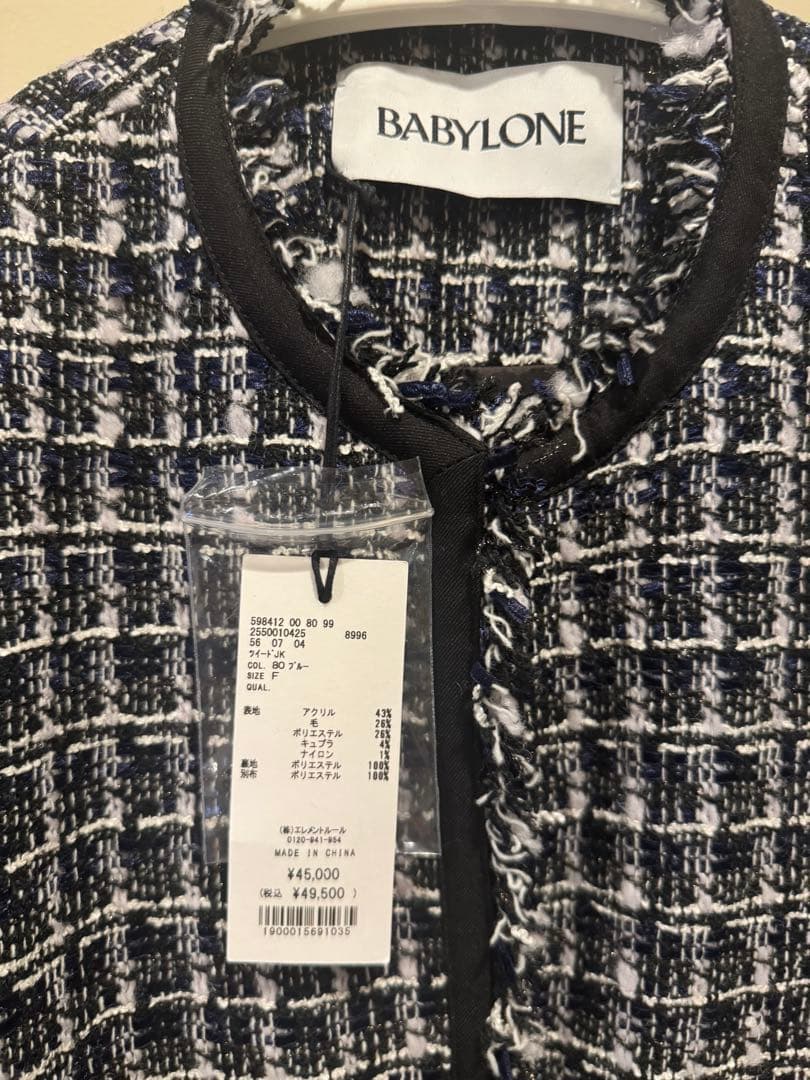 BABYLONE
598412 00 80 99
2550010425 8996
56 07 04
ツイードJK
COL. 80 ブルー
SIZE F
QUAL.
表地 アクリル 43%
毛 26%
ポリエステル 26%
キュプラ 4%
ナイロン 1%
裏地 ポリエステル 100%
別布 ポリエステル 100%
(株)エレメントルール
0120-941-954
MADE IN CHINA
¥45,000
(税込 ¥49,500 )
1900015691035